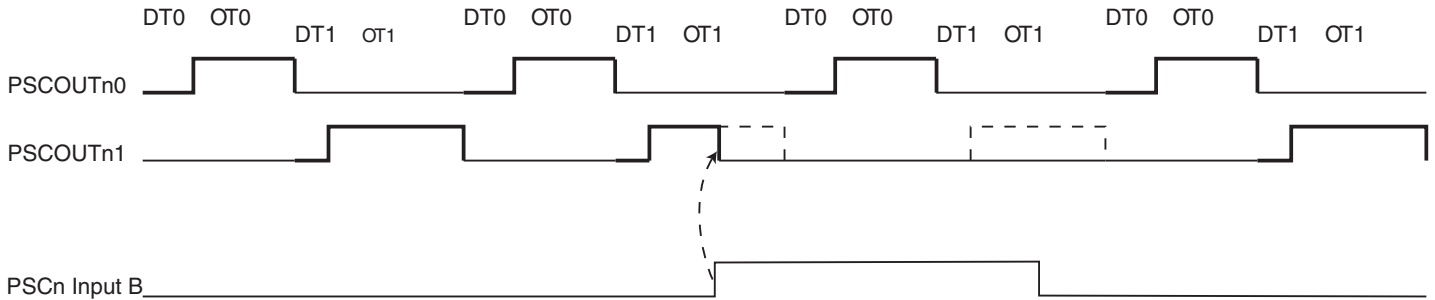 DT0 OT0 DT0 OT0 DT0 OT0 DT0 OT0
DT1 OT1 DT1 OT1 DT1 OT1 DT1 OT1
PSCOUTn0
PSCOUTn1
PSCn Input B